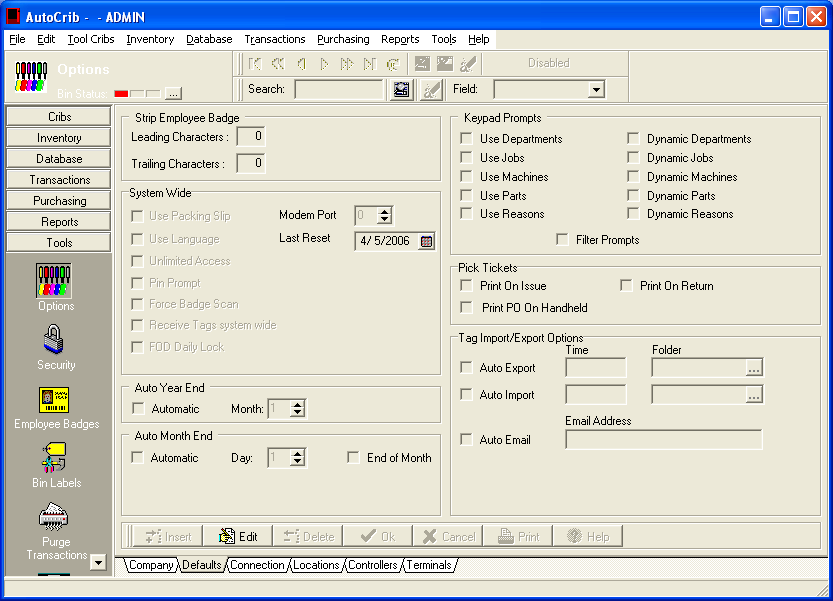 AutoCrib - - ADMIN
File Edit Tool Cribs Inventory Database Transactions Purchasing Reports Tools Help
Options
Disabled
Bin Status: ...
Search: Field:
Cribs
Inventory
Database
Transactions
Purchasing
Reports
Tools
Options
Security
Employee Badges
Bin Labels
Purge
Transactions
Strip Employee Badge
Leading Characters : 0
Trailing Characters : 0
System Wide
Use Packing Slip Modem Port 0
Use Language Last Reset 4/ 5/2006
Unlimited Access
Pin Prompt
Force Badge Scan
Receive Tags system wide
FOD Daily Lock
Auto Year End
Automatic Month: 1
Auto Month End
Automatic Day: 1 End of Month
Keypad Prompts
Use Departments Dynamic Departments
Use Jobs Dynamic Jobs
Use Machines Dynamic Machines
Use Parts Dynamic Parts
Use Reasons Dynamic Reasons
Filter Prompts
Pick Tickets
Print On Issue Print On Return
Print PO On Handheld
Tag Import/Export Options
Time Folder
Auto Export ...
Auto Import ...
Email Address
Auto Email
Insert Edit Delete Ok Cancel Print Help
Company Defaults Connection Locations Controllers Terminals